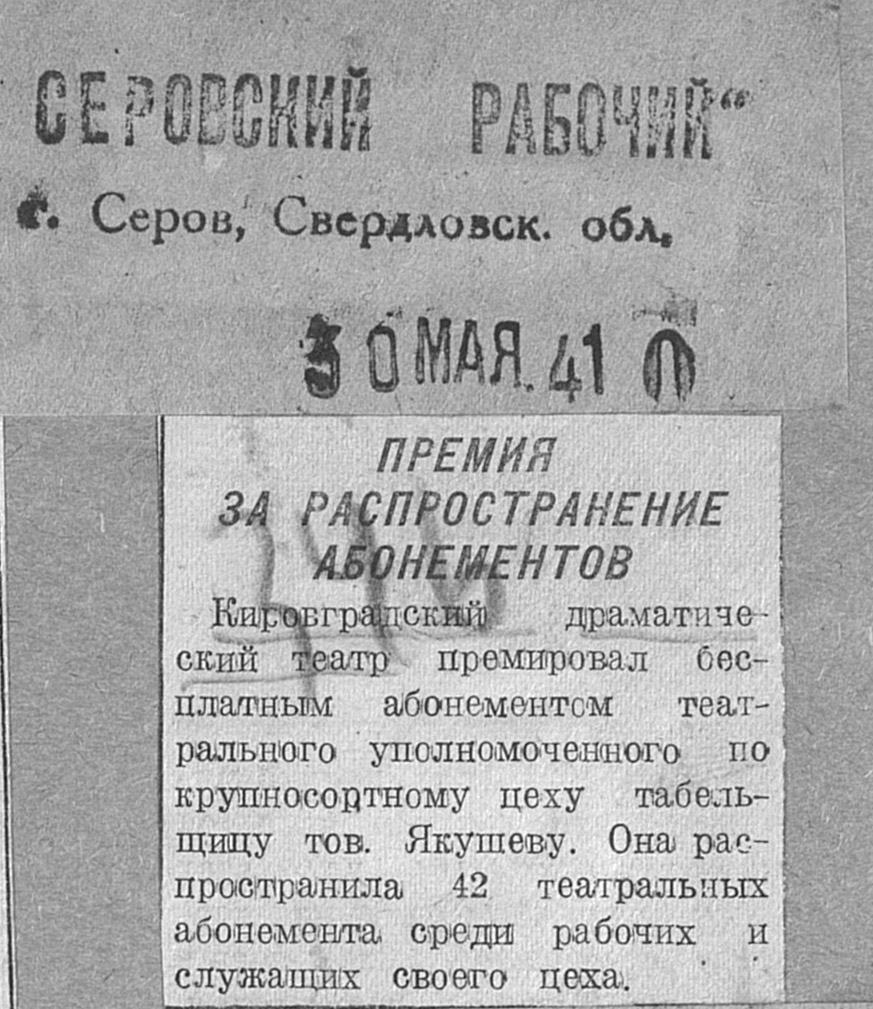 СЕРОВСКИЙ РАБОЧИЙ“
г. Серов, Свердловск. обл.
30 МАЯ. 41
ПРЕМИЯ
ЗА РАСПРОСТРАНЕНИЕ
АБОНЕМЕНТОВ
Кировградский драматиче-
ский театр премировал бес-
платным абонементом теат-
рального уполномоченного по
крупносортному цеху табель-
щицу тов. Якушеву. Она рас-
пространила 42 театральных
абонемента среди рабочих и
служащих своего цеха.